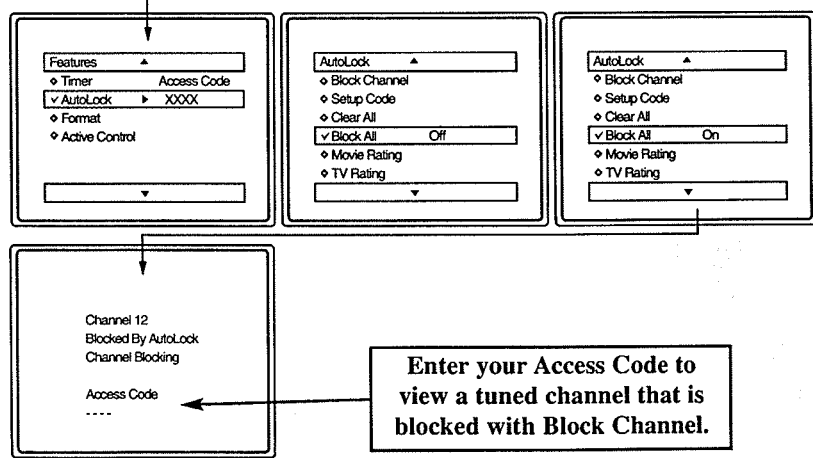 Features ▲
◆ Timer Access Code
✓ AutoLock ▶ XXXX
◆ Format
◆ Active Control
▼
AutoLock ▲
◆ Block Channel
◆ Setup Code
◆ Clear All
✓ Block All Off
◆ Movie Rating
◆ TV Rating
▼
AutoLock ▲
◆ Block Channel
◆ Setup Code
◆ Clear All
✓ Block All On
◆ Movie Rating
◆ TV Rating
▼
Channel 12
Blocked By AutoLock
Channel Blocking
Access Code
- - - -
Enter your Access Code to
view a tuned channel that is
blocked with Block Channel.